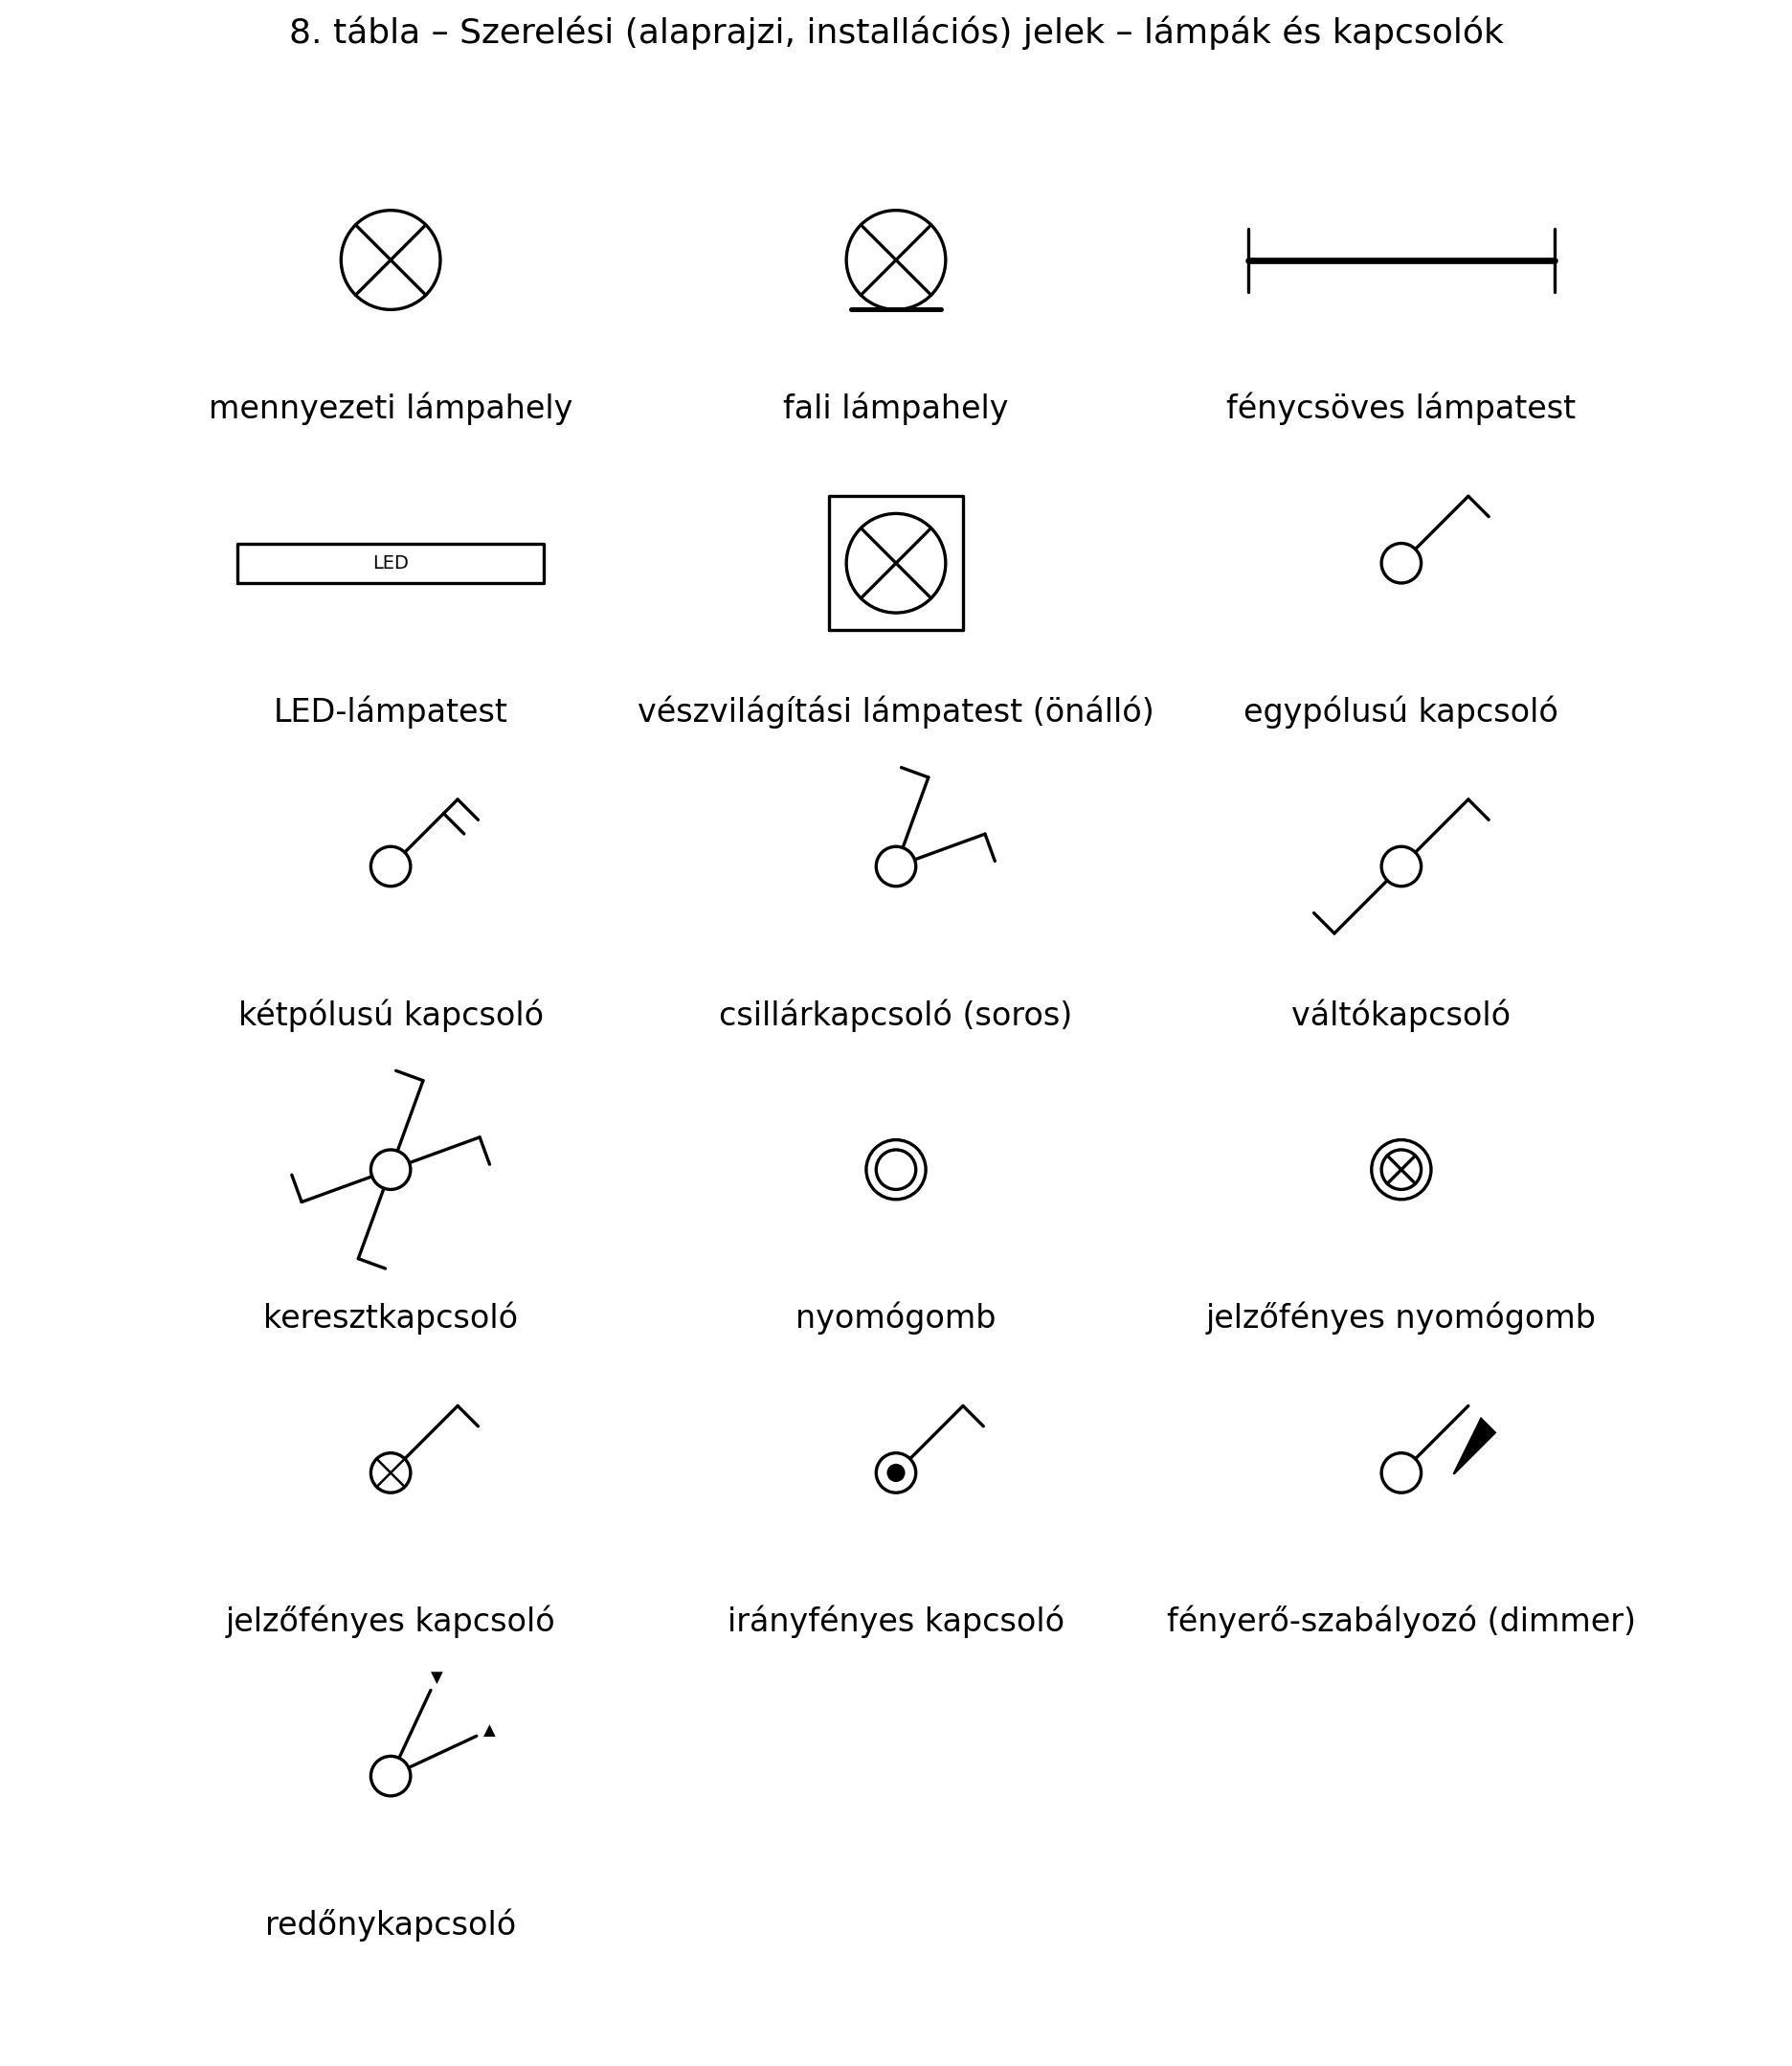 8. tábla – Szerelési (alaprajzi, installációs) jelek – lámpák és kapcsolók
mennyezeti lámpahely
fali lámpahely
fénycsöves lámpatest
LED
LED-lámpatest
vészvilágítási lámpatest (önálló)
egypólusú kapcsoló
kétpólusú kapcsoló
csillárkapcsoló (soros)
váltókapcsoló
keresztkapcsoló
nyomógomb
jelzőfényes nyomógomb
jelzőfényes kapcsoló
irányfényes kapcsoló
fényerő-szabályozó (dimmer)
redőnykapcsoló